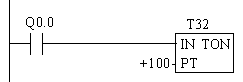 Q0.0 T32
IN TON
+100 PT